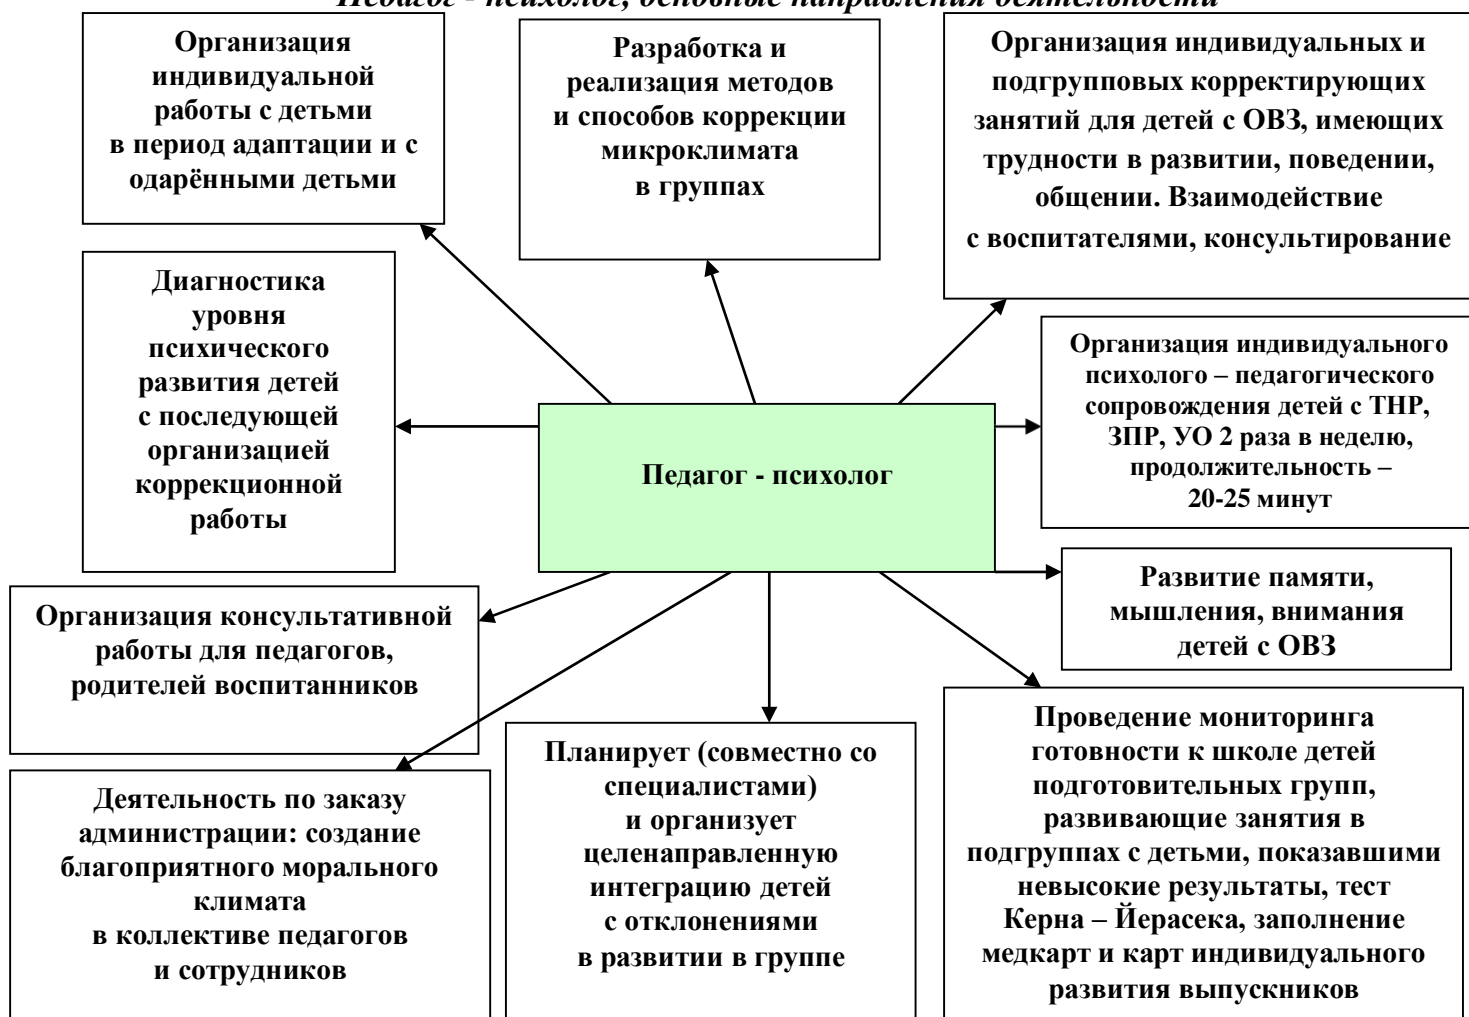 Педагог - психолог, основные направления деятельности
Организация
индивидуальной
работы с детьми
в период адаптации и с
одарёнными детьми
Разработка и
реализация методов
и способов коррекции
микроклимата
в группах
Организация индивидуальных и
подгрупповых корректирующих
занятий для детей с ОВЗ, имеющих
трудности в развитии, поведении,
общении. Взаимодействие
с воспитателями, консультирование
Диагностика
уровня
психического
развития детей
с последующей
организацией
коррекционной
работы
Педагог - психолог
Организация индивидуального
психолого – педагогического
сопровождения детей с ТНР,
ЗПР, УО 2 раза в неделю,
продолжительность –
20-25 минут
Развитие памяти,
мышления, внимания
детей с ОВЗ
Организация консультативной
работы для педагогов,
родителей воспитанников
Деятельность по заказу
администрации: создание
благоприятного морального
климата
в коллективе педагогов
и сотрудников
Планирует (совместно со
специалистами)
и организует
целенаправленную
интеграцию детей
с отклонениями
в развитии в группе
Проведение мониторинга
готовности к школе детей
подготовительных групп,
развивающие занятия в
подгруппах с детьми, показавшими
невысокие результаты, тест
Керна – Йерасека, заполнение
медкарт и карт индивидуального
развития выпускников